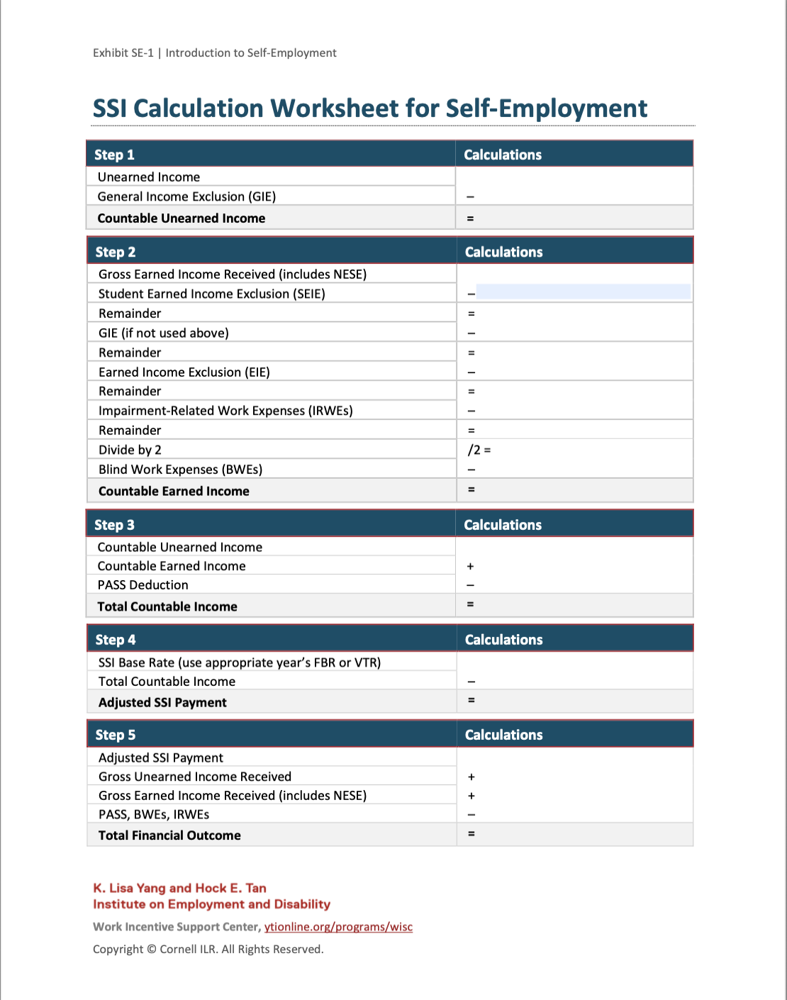 Exhibit SE-1 | Introduction to Self-Employment
SSI Calculation Worksheet for Self-Employment
Step 1 Calculations
Unearned Income
General Income Exclusion (GIE) –
Countable Unearned Income =
Step 2 Calculations
Gross Earned Income Received (includes NESE)
Student Earned Income Exclusion (SEIE) –
Remainder =
GIE (if not used above) –
Remainder =
Earned Income Exclusion (EIE) –
Remainder =
Impairment-Related Work Expenses (IRWEs) –
Remainder =
Divide by 2 /2 =
Blind Work Expenses (BWEs) –
Countable Earned Income =
Step 3 Calculations
Countable Unearned Income
Countable Earned Income +
PASS Deduction –
Total Countable Income =
Step 4 Calculations
SSI Base Rate (use appropriate year’s FBR or VTR)
Total Countable Income –
Adjusted SSI Payment =
Step 5 Calculations
Adjusted SSI Payment
Gross Unearned Income Received +
Gross Earned Income Received (includes NESE) +
PASS, BWEs, IRWEs –
Total Financial Outcome =
K. Lisa Yang and Hock E. Tan
Institute on Employment and Disability
Work Incentive Support Center, ytionline.org/programs/wisc
Copyright © Cornell ILR. All Rights Reserved.